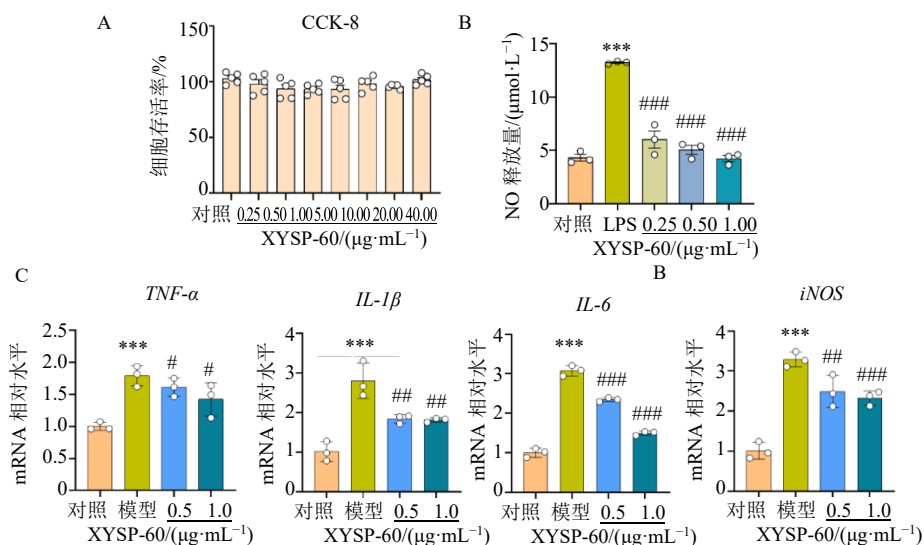 A
CCK-8
细胞存活率/%
150
100
50
0
对照 0.25 0.50 1.00 5.00 10.00 20.00 40.00
XYSP-60/(μg·mL⁻¹)
B
NO 释放量/(μmol·L⁻¹)
15
10
5
0
***
###
###
###
对照 LPS 0.25 0.50 1.00
XYSP-60/(μg·mL⁻¹)
C
TNF-α
mRNA 相对水平
2.5
2.0
1.5
1.0
0.5
0.0
***
#
#
对照 模型 0.5 1.0
XYSP-60/(μg·mL⁻¹)
IL-1β
mRNA 相对水平
4
3
2
1
0
***
##
##
对照 模型 0.5 1.0
IL-6
mRNA 相对水平
4
3
2
1
0
***
###
###
对照 模型 0.5 1.0
XYSP-60/(μg·mL⁻¹)
B
iNOS
mRNA 相对水平
4
3
2
1
0
***
##
###
对照 模型 0.5 1.0
XYSP-60/(μg·mL⁻¹)